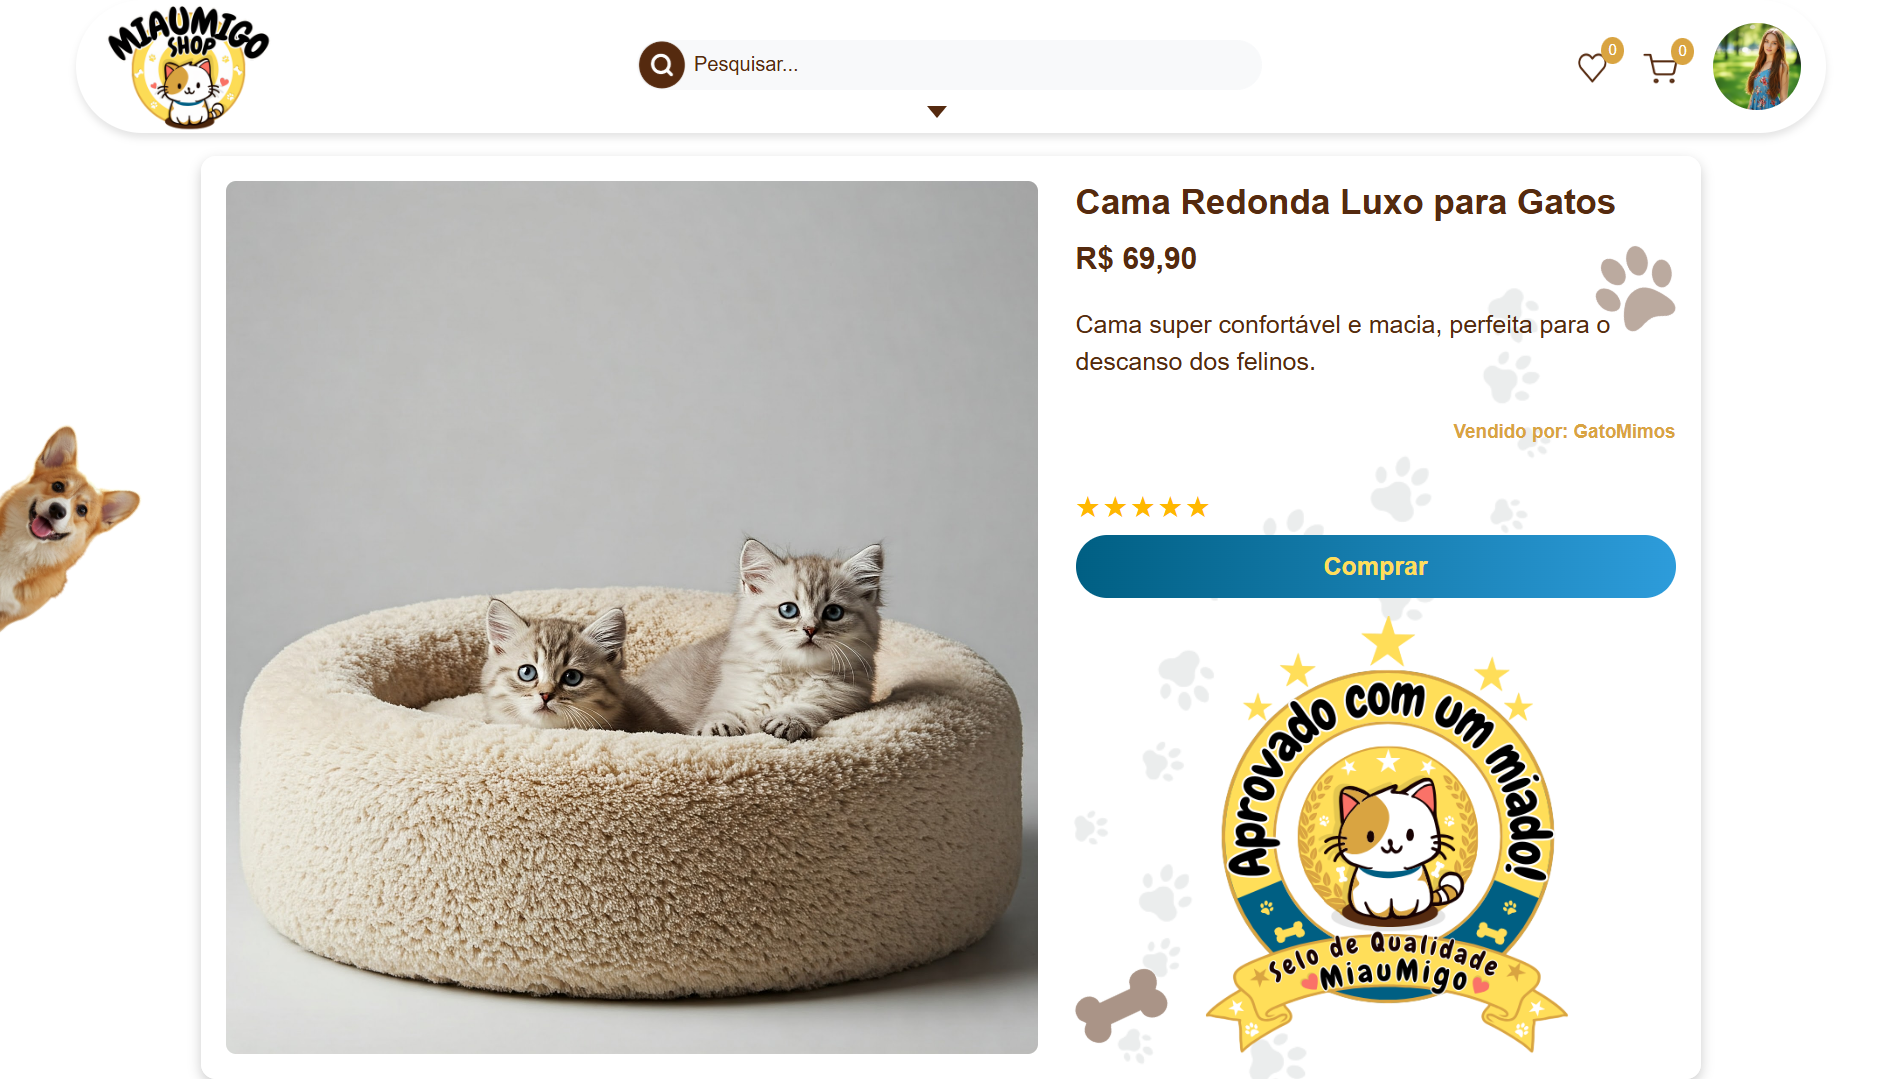 MIAUMIGO
SHOP
Pesquisar...
0
0
Cama Redonda Luxo para Gatos
R$ 69,90
Cama super confortável e macia, perfeita para o
descanso dos felinos.
Vendido por: GatoMimos
★★★★★
Comprar
Aprovado com um miado!
Selo de Qualidade
MiauMigo